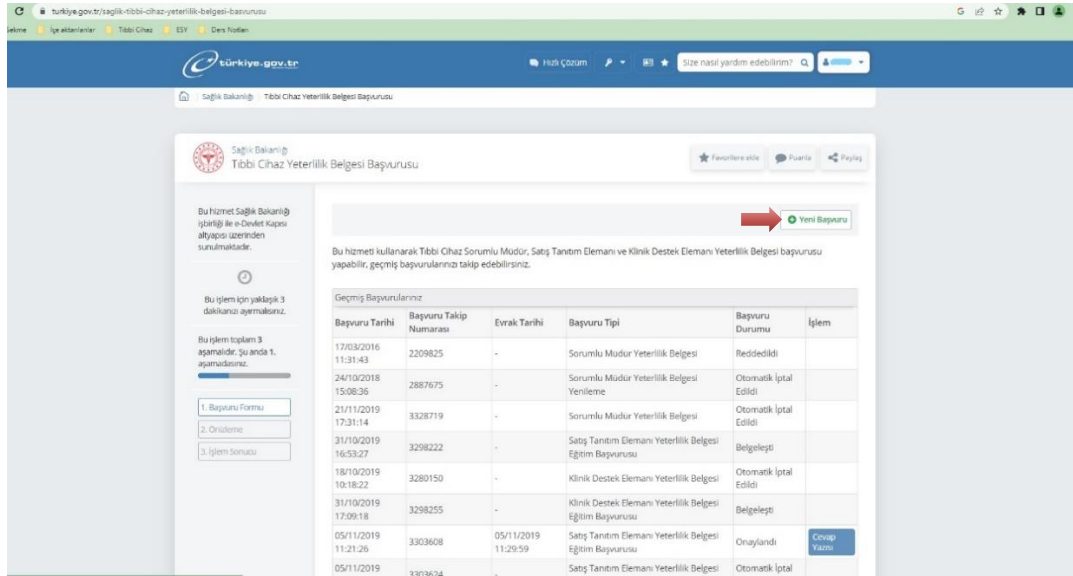 turkiye.gov.tr/saglik-tibbi-cihaz-yeterlilik-belgesi-basvurusu
Sekme
İçe aktarılanlar
Tıbbi Cihaz
ESY
Ders Notları
türkiye.gov.tr
Hızlı Çözüm
Size nasıl yardım edebilirim?
Sağlık Bakanlığı
Tıbbi Cihaz Yeterlilik Belgesi Başvurusu
Sağlık Bakanlığı
Tıbbi Cihaz Yeterlilik Belgesi Başvurusu
Favorilere ekle
Puanla
Paylaş
Bu hizmet Sağlık Bakanlığı
işbirliği ile e-Devlet Kapısı
altyapısı üzerinden
sunulmaktadır.
Bu işlem için yaklaşık 3
dakikanızı ayırmalısınız.
Bu işlem toplam 3
aşamalıdır. Şu anda 1.
aşamadasınız.
1. Başvuru Formu
2. Önizleme
3. İşlem Sonucu
Yeni Başvuru
Bu hizmeti kullanarak Tıbbi Cihaz Sorumlu Müdür, Satış Tanıtım Elemanı ve Klinik Destek Elemanı Yeterlilik Belgesi başvurusu
yapabilir, geçmiş başvurularınızı takip edebilirsiniz.
Geçmiş Başvurularınız
Başvuru Tarihi
Başvuru Takip
Numarası
Evrak Tarihi
Başvuru Tipi
Başvuru
Durumu
İşlem
17/03/2016
11:31:43
2209825
-
Sorumlu Müdür Yeterlilik Belgesi
Reddedildi
24/10/2018
15:08:36
2887675
-
Sorumlu Müdür Yeterlilik Belgesi
Yenileme
Otomatik İptal
Edildi
21/11/2019
17:31:14
3328719
-
Sorumlu Müdür Yeterlilik Belgesi
Otomatik İptal
Edildi
31/10/2019
16:53:27
3298222
-
Satış Tanıtım Elemanı Yeterlilik Belgesi
Eğitim Başvurusu
Belgeleşti
18/10/2019
10:18:22
3280150
-
Klinik Destek Elemanı Yeterlilik Belgesi
Otomatik İptal
Edildi
31/10/2019
17:09:18
3298255
-
Klinik Destek Elemanı Yeterlilik Belgesi
Eğitim Başvurusu
Belgeleşti
05/11/2019
11:21:26
3303608
05/11/2019
11:29:59
Satış Tanıtım Elemanı Yeterlilik Belgesi
Eğitim Başvurusu
Onaylandı
Cevap
Yazısı
05/11/2019
3303624
Satış Tanıtım Elemanı Yeterlilik Belgesi
Otomatik İptal